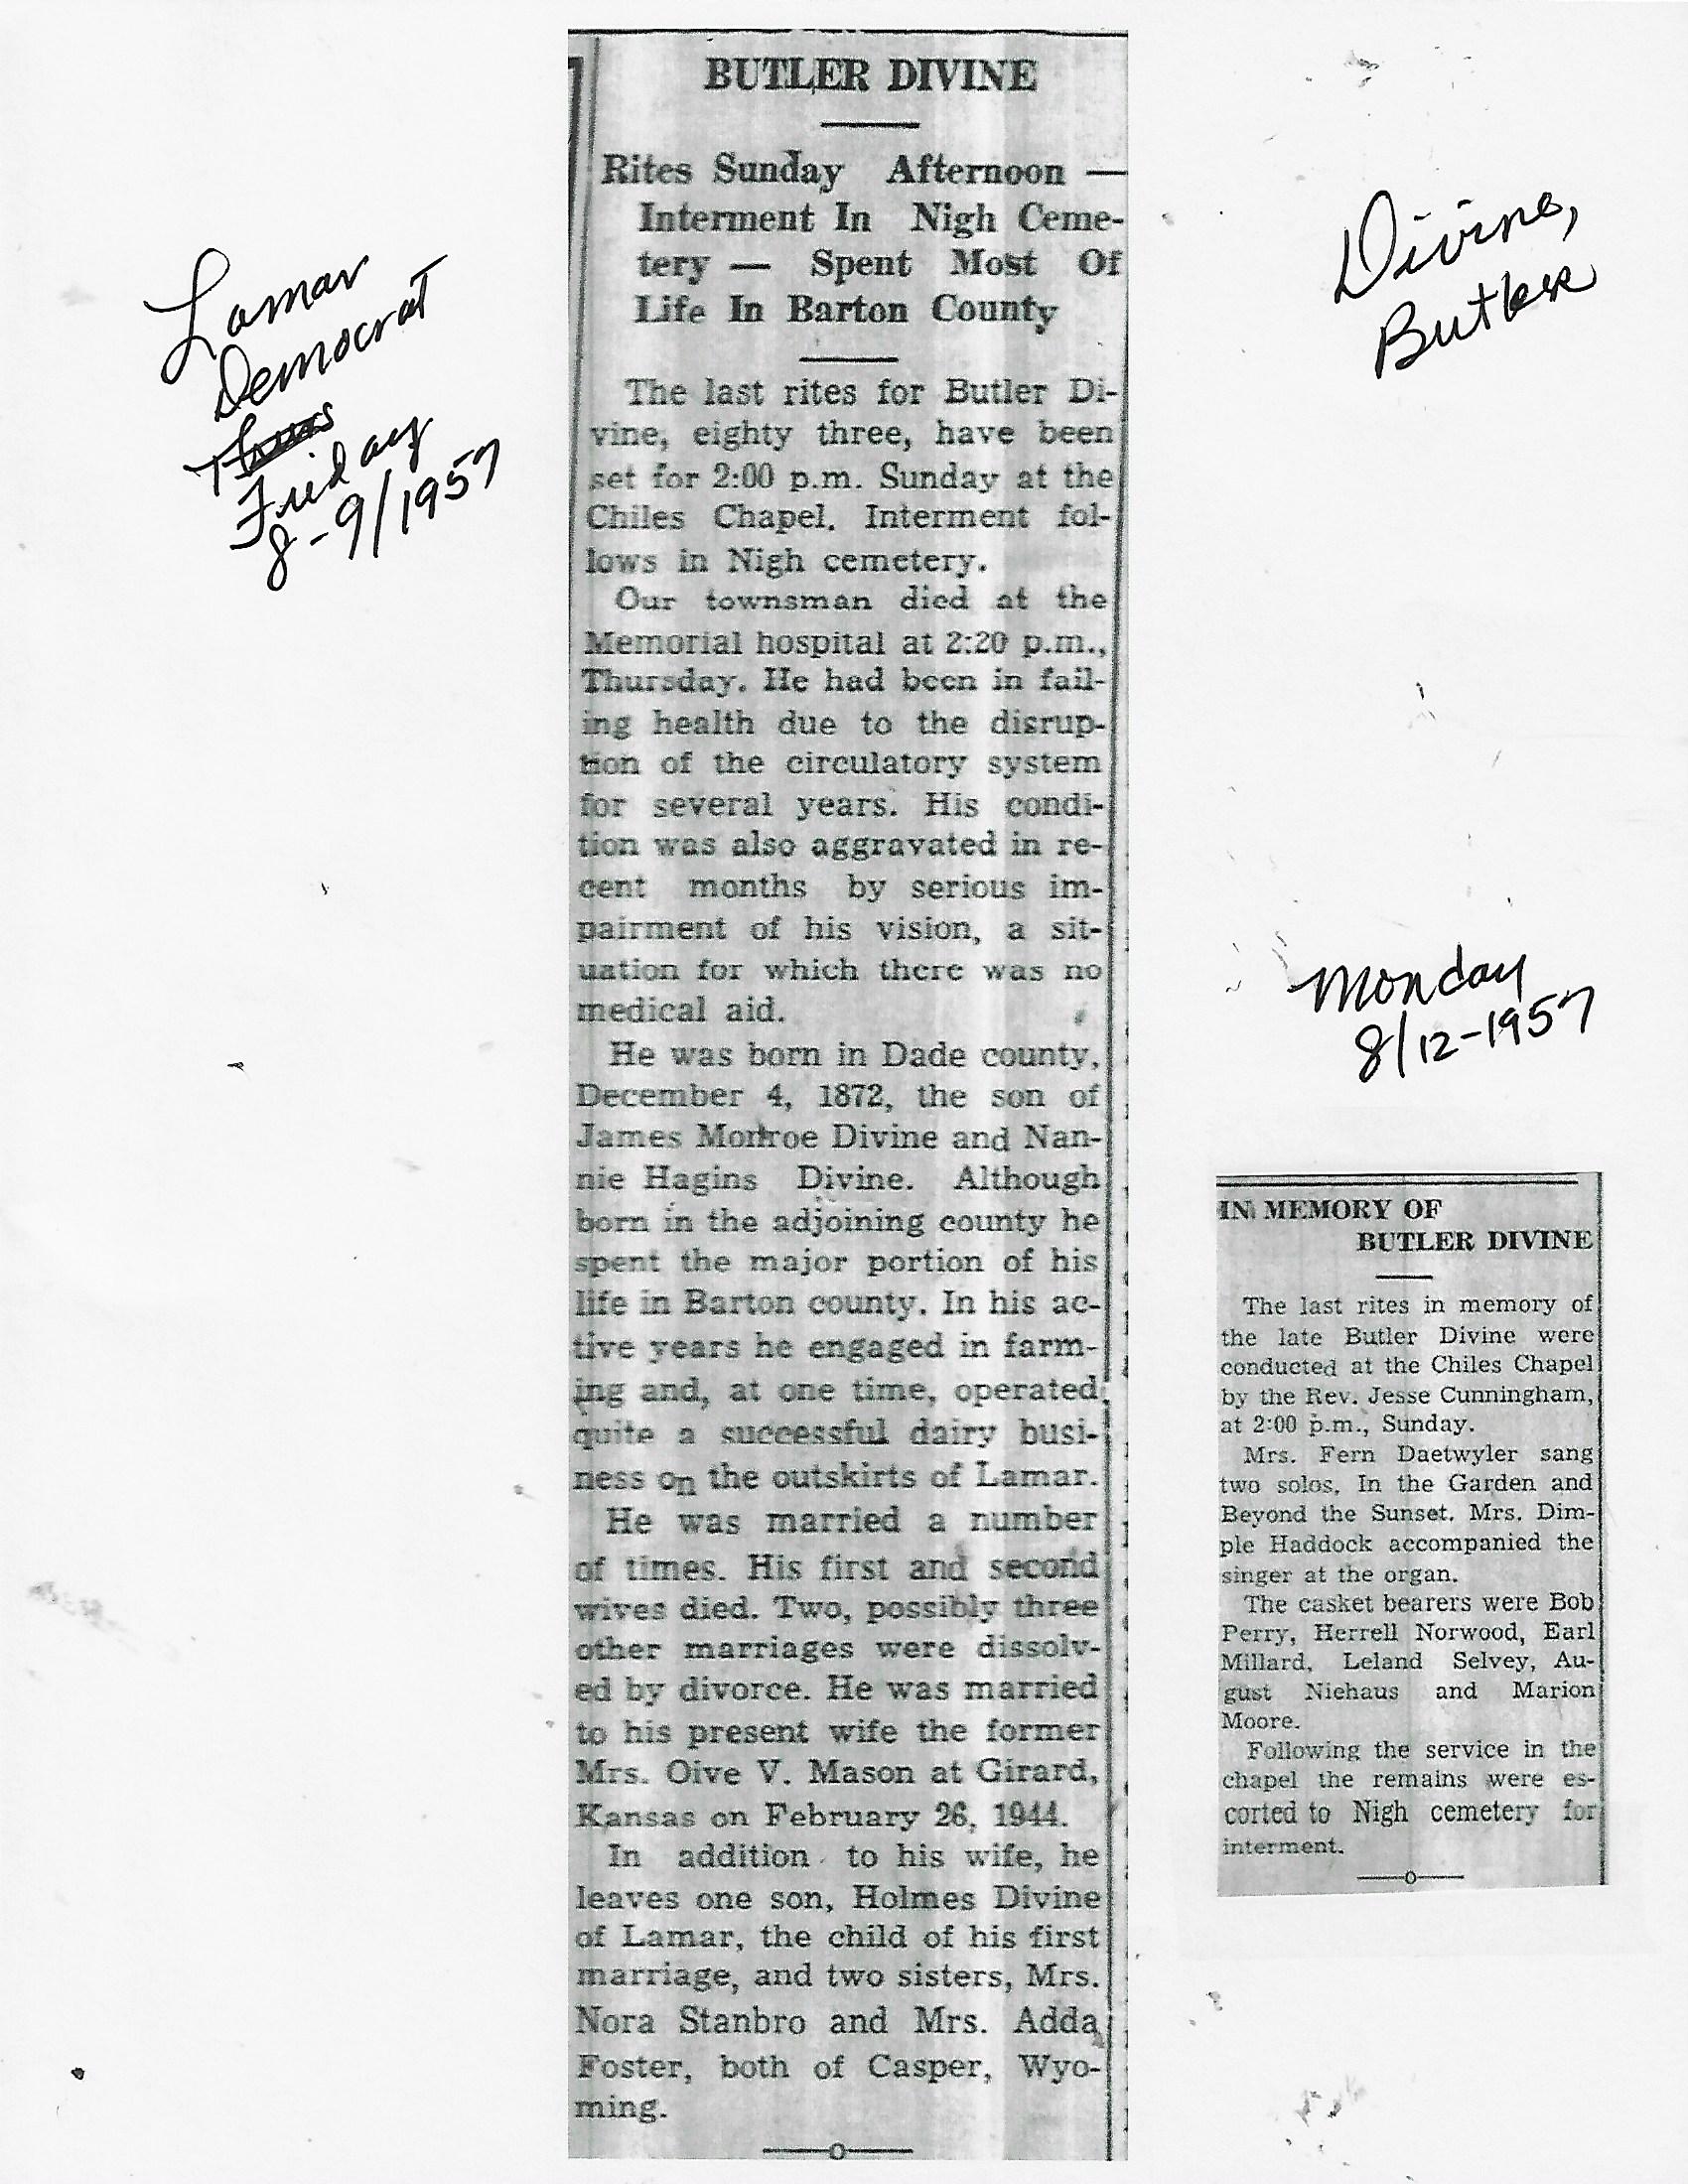 Lamar
Democrat
Thurs
Friday
8-9/1957
BUTLER DIVINE
Rites Sunday Afternoon —
Interment In Nigh Ceme-
tery — Spent Most Of
Life In Barton County
The last rites for Butler Di-
vine, eighty three, have been
set for 2:00 p.m. Sunday at the
Chiles Chapel. Interment fol-
lows in Nigh cemetery.
Our townsman died at the
Memorial hospital at 2:20 p.m.,
Thursday. He had been in fail-
ing health due to the disrup-
tion of the circulatory system
for several years. His condi-
tion was also aggravated in re-
cent months by serious im-
pairment of his vision, a sit-
uation for which there was no
medical aid.
He was born in Dade county,
December 4, 1872, the son of
James Monroe Divine and Nan-
nie Hagins Divine. Although
born in the adjoining county he
spent the major portion of his
life in Barton county. In his ac-
tive years he engaged in farm-
ing and, at one time, operated
quite a successful dairy busi-
ness on the outskirts of Lamar.
He was married a number
of times. His first and second
wives died. Two, possibly three
other marriages were dissolv-
ed by divorce. He was married
to his present wife the former
Mrs. Oive V. Mason at Girard,
Kansas on February 26, 1944.
In addition to his wife, he
leaves one son, Holmes Divine
of Lamar, the child of his first
marriage, and two sisters, Mrs.
Nora Stanbro and Mrs. Adda
Foster, both of Casper, Wyo-
ming.
Divine,
Butler
Monday
8/12-1957
IN MEMORY OF
BUTLER DIVINE
The last rites in memory of
the late Butler Divine were
conducted at the Chiles Chapel
by the Rev. Jesse Cunningham,
at 2:00 p.m., Sunday.
Mrs. Fern Daetwyler sang
two solos, In the Garden and
Beyond the Sunset. Mrs. Dim-
ple Haddock accompanied the
singer at the organ.
The casket bearers were Bob
Perry, Herrell Norwood, Earl
Millard, Leland Selvey, Au-
gust Niehaus and Marion
Moore.
Following the service in the
chapel the remains were es-
corted to Nigh cemetery for
interment.